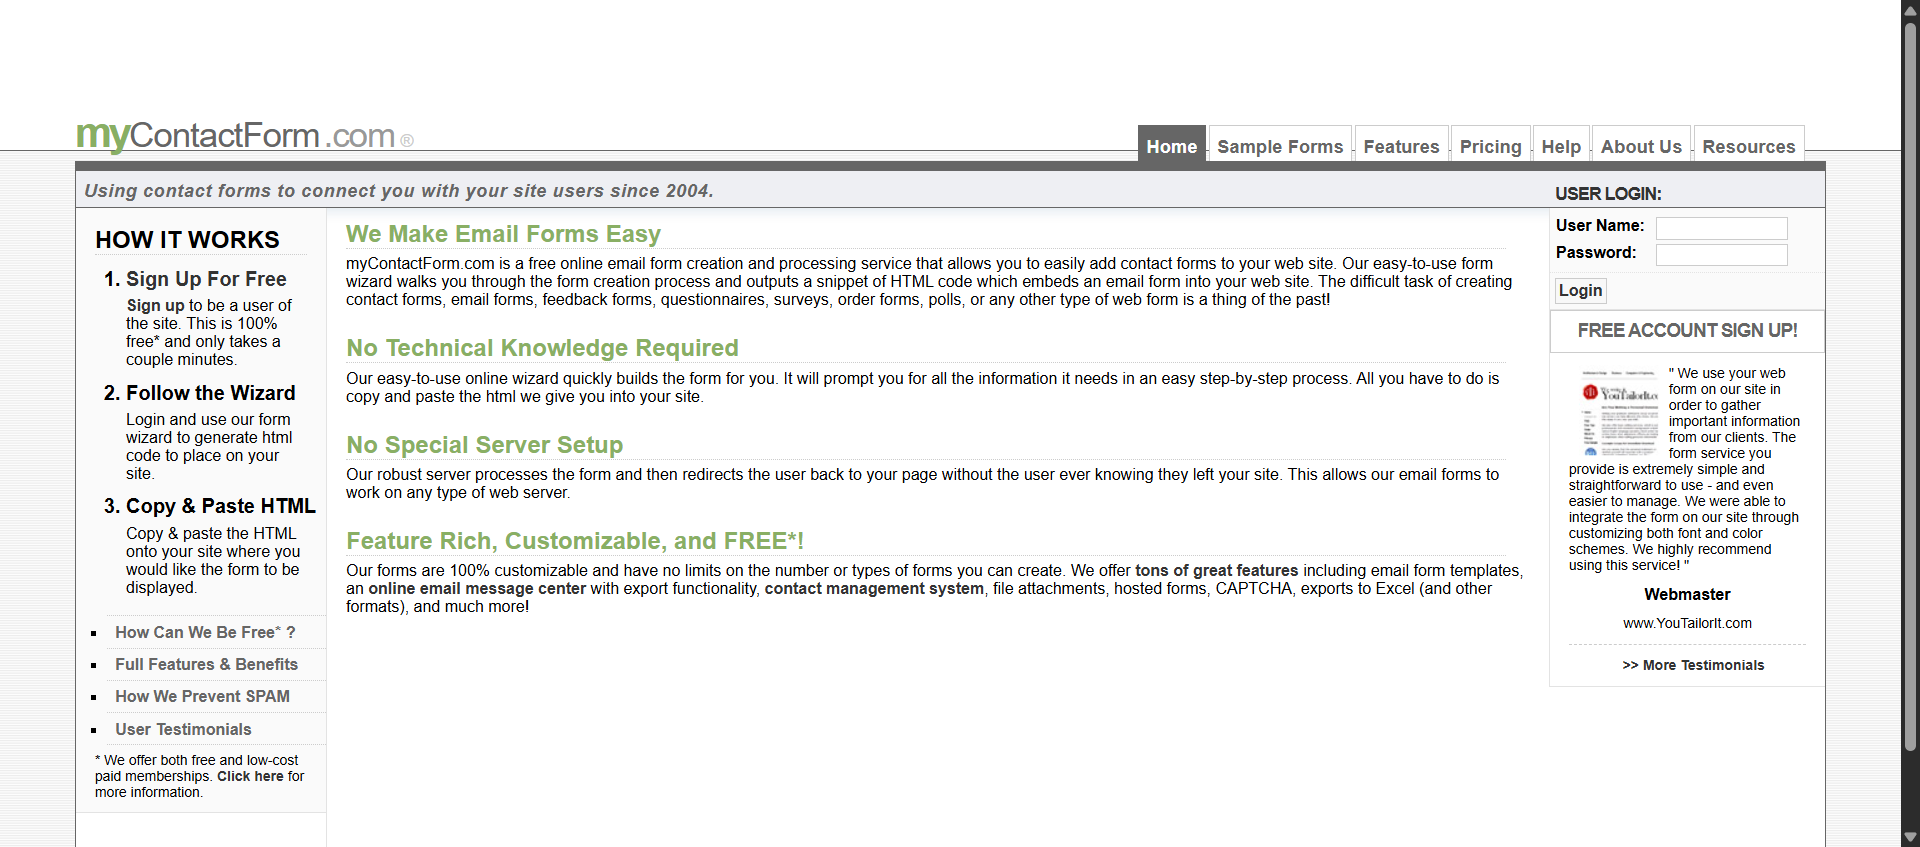 myContactForm.com®
Home
Sample Forms
Features
Pricing
Help
About Us
Resources
Using contact forms to connect you with your site users since 2004.
HOW IT WORKS
1. Sign Up For Free
Sign up to be a user of
the site. This is 100%
free* and only takes a
couple minutes.
2. Follow the Wizard
Login and use our form
wizard to generate html
code to place on your
site.
3. Copy & Paste HTML
Copy & paste the HTML
onto your site where you
would like the form to be
displayed.
How Can We Be Free* ?
Full Features & Benefits
How We Prevent SPAM
User Testimonials
* We offer both free and low-cost
paid memberships. Click here for
more information.
We Make Email Forms Easy
myContactForm.com is a free online email form creation and processing service that allows you to easily add contact forms to your web site. Our easy-to-use form
wizard walks you through the form creation process and outputs a snippet of HTML code which embeds an email form into your web site. The difficult task of creating
contact forms, email forms, feedback forms, questionnaires, surveys, order forms, polls, or any other type of web form is a thing of the past!
No Technical Knowledge Required
Our easy-to-use online wizard quickly builds the form for you. It will prompt you for all the information it needs in an easy step-by-step process. All you have to do is
copy and paste the html we give you into your site.
No Special Server Setup
Our robust server processes the form and then redirects the user back to your page without the user ever knowing they left your site. This allows our email forms to
work on any type of web server.
Feature Rich, Customizable, and FREE*!
Our forms are 100% customizable and have no limits on the number or types of forms you can create. We offer tons of great features including email form templates,
an online email message center with export functionality, contact management system, file attachments, hosted forms, CAPTCHA, exports to Excel (and other
formats), and much more!
USER LOGIN:
User Name:
Password:
Login
FREE ACCOUNT SIGN UP!
YouTailorIt.co
" We use your web
form on our site in
order to gather
important information
from our clients. The
form service you
provide is extremely simple and
straightforward to use - and even
easier to manage. We were able to
integrate the form on our site through
customizing both font and color
schemes. We highly recommend
using this service! "
Webmaster
www.YouTailorIt.com
>> More Testimonials